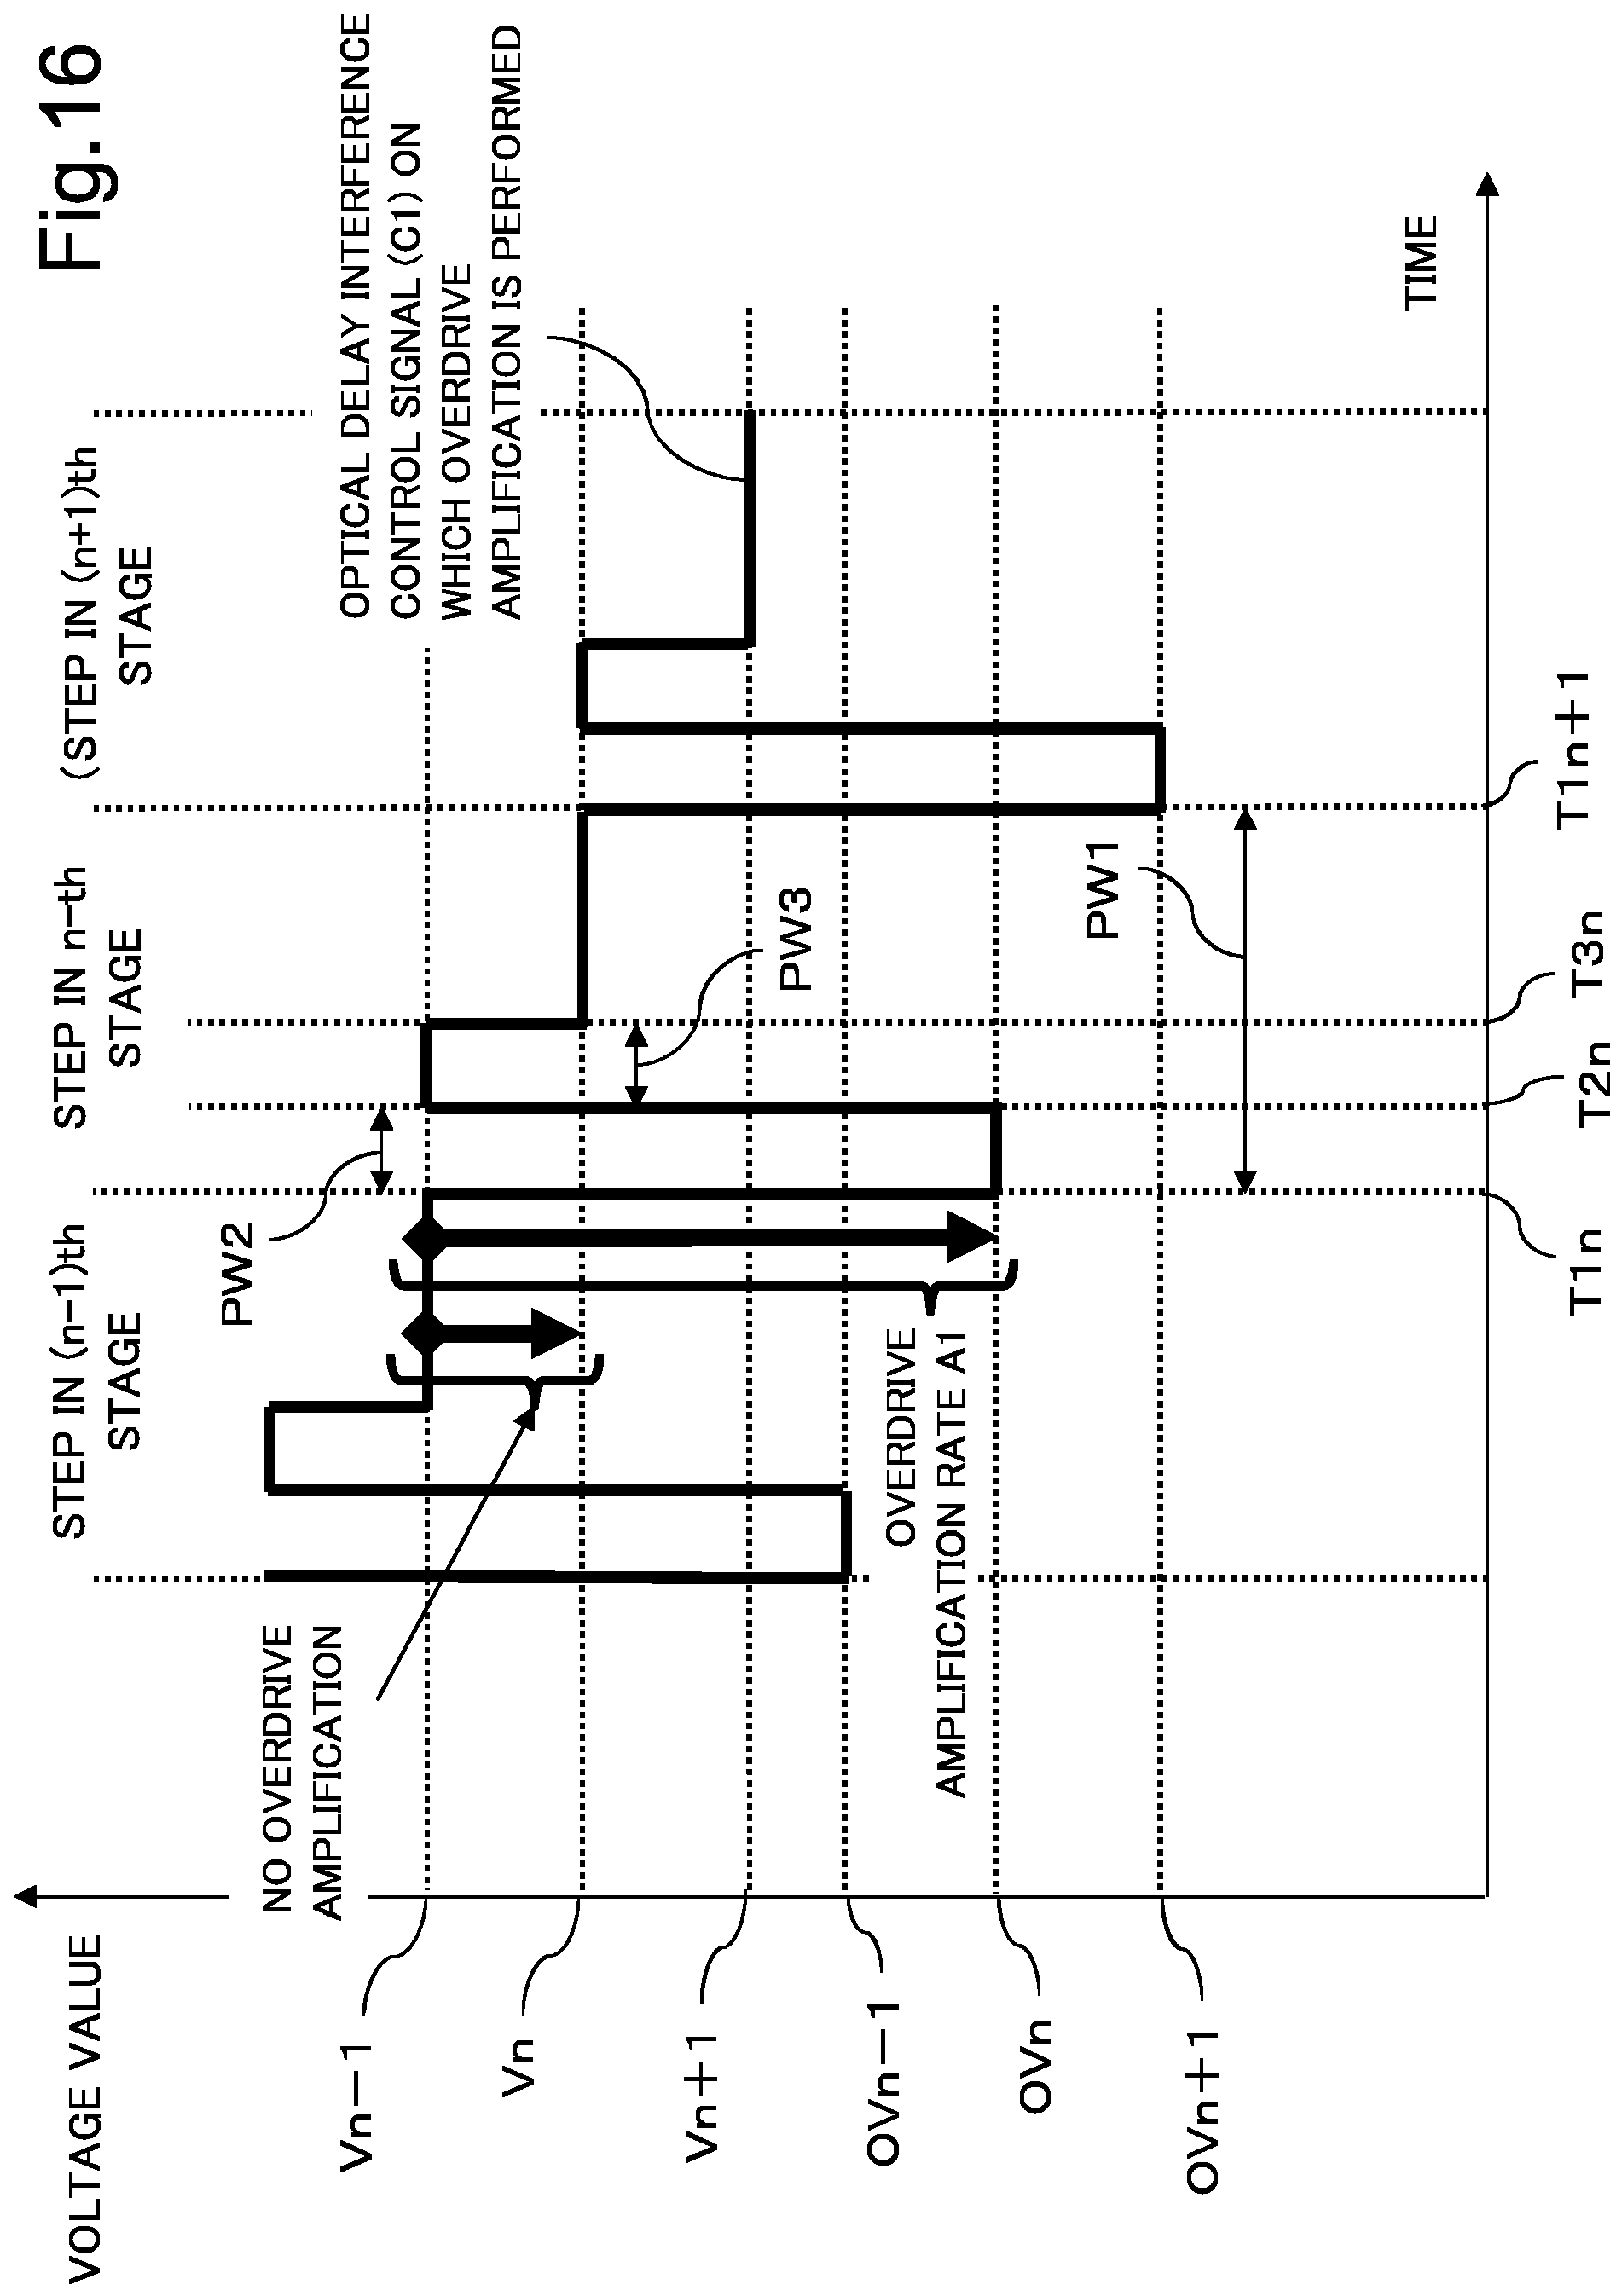 Fig.16
VOLTAGE VALUE
STEP IN (n−1)th
STAGE
STEP IN n−th
STAGE
(STEP IN (n+1)th
STAGE
NO OVERDRIVE
AMPLIFICATION
PW2
OPTICAL DELAY INTERFERENCE
CONTROL SIGNAL (C1) ON
WHICH OVERDRIVE
AMPLIFICATION IS PERFORMED
Vn−1
Vn
Vn+1
OVn−1
OVn
OVn+1
PW3
OVERDRIVE
AMPLIFICATION RATE A1
PW1
TIME
T1n
T2n
T3n
T1n+1